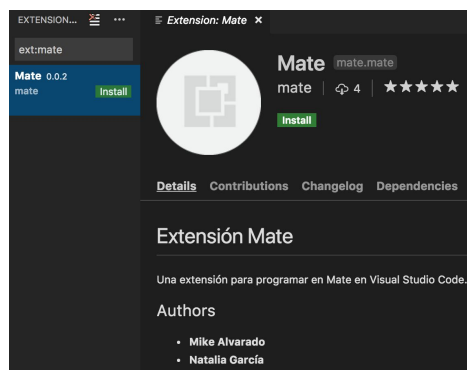 EXTENSION... ...
ext:mate
Mate 0.0.2
mate Install
Extension: Mate ×
Mate mate.mate
mate | 4 | ★★★★★
Install
Details Contributions Changelog Dependencies
Extensión Mate
Una extensión para programar en Mate en Visual Studio Code.
Authors
• Mike Alvarado
• Natalia García